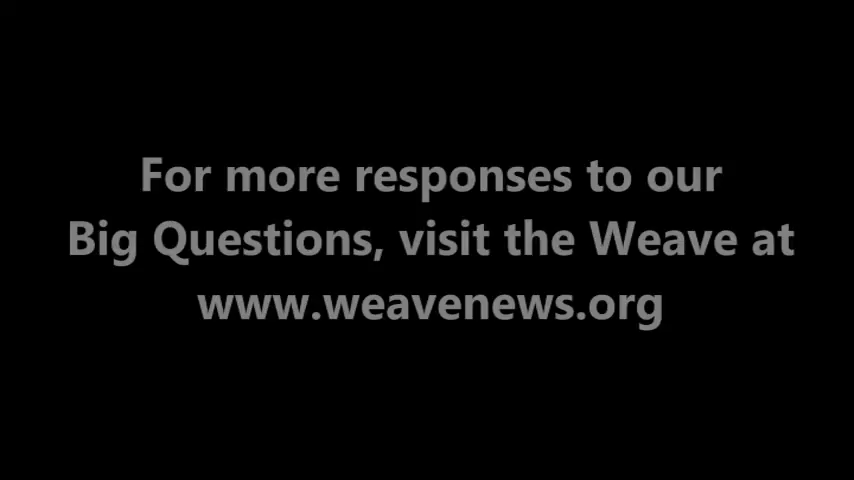 For more responses to our
Big Questions, visit the Weave at
www.weavenews.org